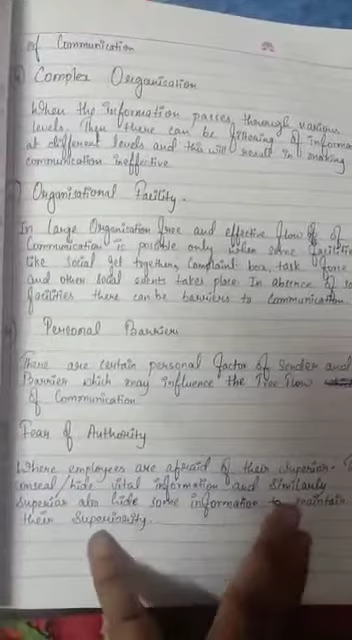 of Communication
Complex Organisation
When the information passes through various
levels. Then there can be filtering of informa
at different levels and this will result in making
communication ineffective
Organisational Facility.
In Large Organisation free and effective flow of of
Communication is possible only when some facilitie
like social get together, Complaint box, task force
and other social events takes place In absence of so
facilities there can be barriers to communication.
Personal Barriers
There are certain personal factor of Sender and
Barrier which may influence the free flow
of Communication
Fear of Authority
Where employees are afraid of their Superior.
conseal/hide vital information and Similarly
Superior also hide some information to maintain
their Superiority.